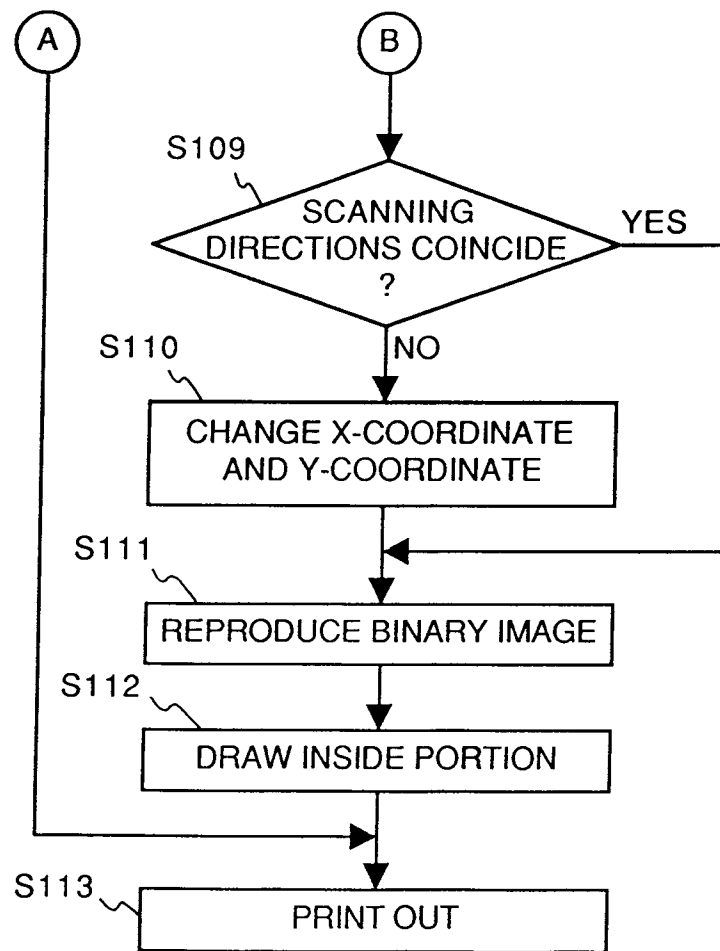 A
B
S109
SCANNING
DIRECTIONS COINCIDE
?
YES
NO
S110
CHANGE X-COORDINATE
AND Y-COORDINATE
S111
REPRODUCE BINARY IMAGE
S112
DRAW INSIDE PORTION
S113
PRINT OUT